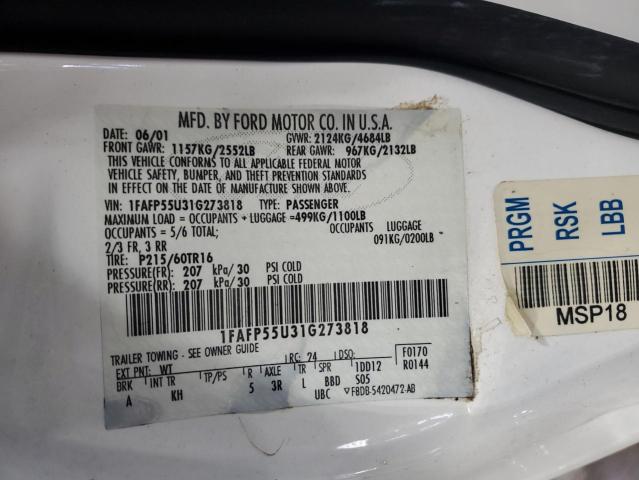 MFD. BY FORD MOTOR CO. IN U.S.A.
DATE: 06/01 GVWR: 2124KG/4684LB
FRONT GAWR: 1157KG/2552LB REAR GAWR: 967KG/2132LB
THIS VEHICLE CONFORMS TO ALL APPLICABLE FEDERAL MOTOR
VEHICLE SAFETY, BUMPER, AND THEFT PREVENTION STANDARDS
IN EFFECT ON THE DATE OF MANUFACTURE SHOWN ABOVE.
VIN: 1FAFP55U31G273818 TYPE: PASSENGER
MAXIMUM LOAD = OCCUPANTS + LUGGAGE = 499KG/1100LB
OCCUPANTS = 5/6 TOTAL; OCCUPANTS LUGGAGE
2/3 FR, 3 RR 091KG/0200LB
TIRE: P215/60TR16
PRESSURE(FR): 207 kPa/30 PSI COLD
PRESSURE(RR): 207 kPa/30 PSI COLD
1FAFP55U31G273818
TRAILER TOWING - SEE OWNER GUIDE
EXT PNT: WT RC: 24 DSO: F0170
BRK INT TR TP/PS R AXLE TR SPR 1DD12 R0144
A KH 5 3R L BBD S05
UBC F8DB-5420472-AB
PRGM
RSK
LBB
MSP18